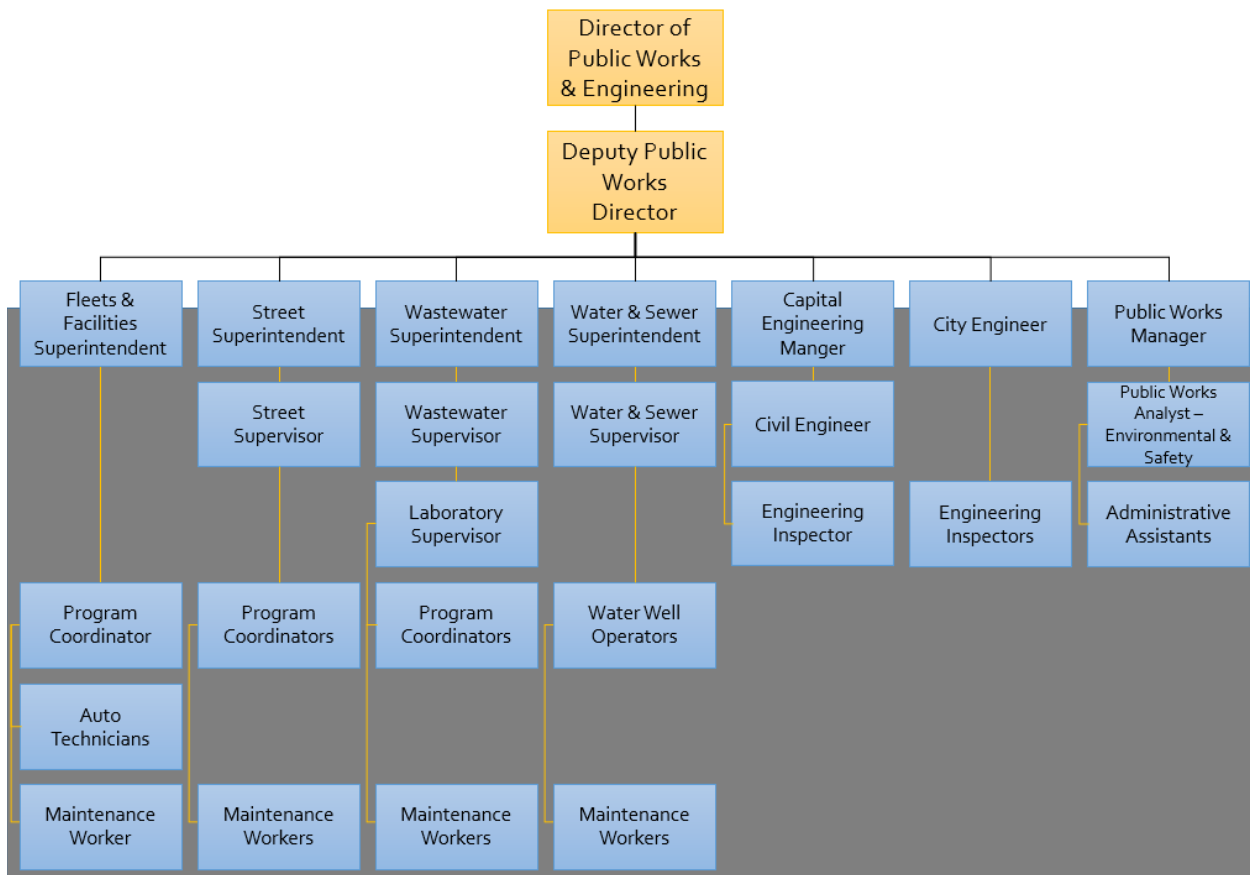 Director of
Public Works
& Engineering
Deputy Public
Works
Director
Fleets &
Facilities
Superintendent
Street
Superintendent
Wastewater
Superintendent
Water & Sewer
Superintendent
Capital
Engineering
Manger
City Engineer
Public Works
Manager
Street
Supervisor
Wastewater
Supervisor
Water & Sewer
Supervisor
Civil Engineer
Public Works
Analyst –
Environmental &
Safety
Laboratory
Supervisor
Engineering
Inspector
Engineering
Inspectors
Administrative
Assistants
Program
Coordinator
Program
Coordinators
Program
Coordinators
Water Well
Operators
Auto
Technicians
Maintenance
Worker
Maintenance
Workers
Maintenance
Workers
Maintenance
Workers